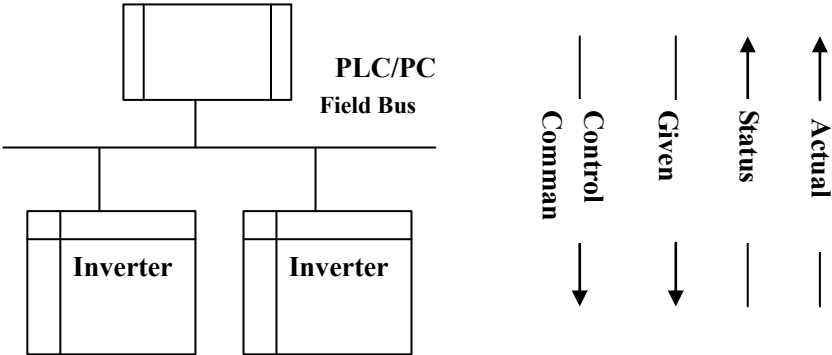 PLC/PC
Field Bus
Inverter
Inverter
Control
Comman
Given
Status
Actual